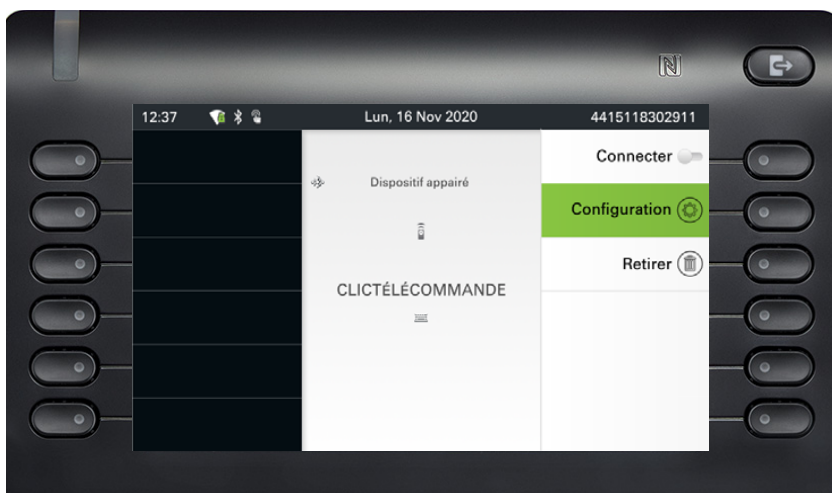 12:37 Lun, 16 Nov 2020 4415118302911
Connecter
Dispositif appairé
Configuration
Retirer
CLICTÉLÉCOMMANDE